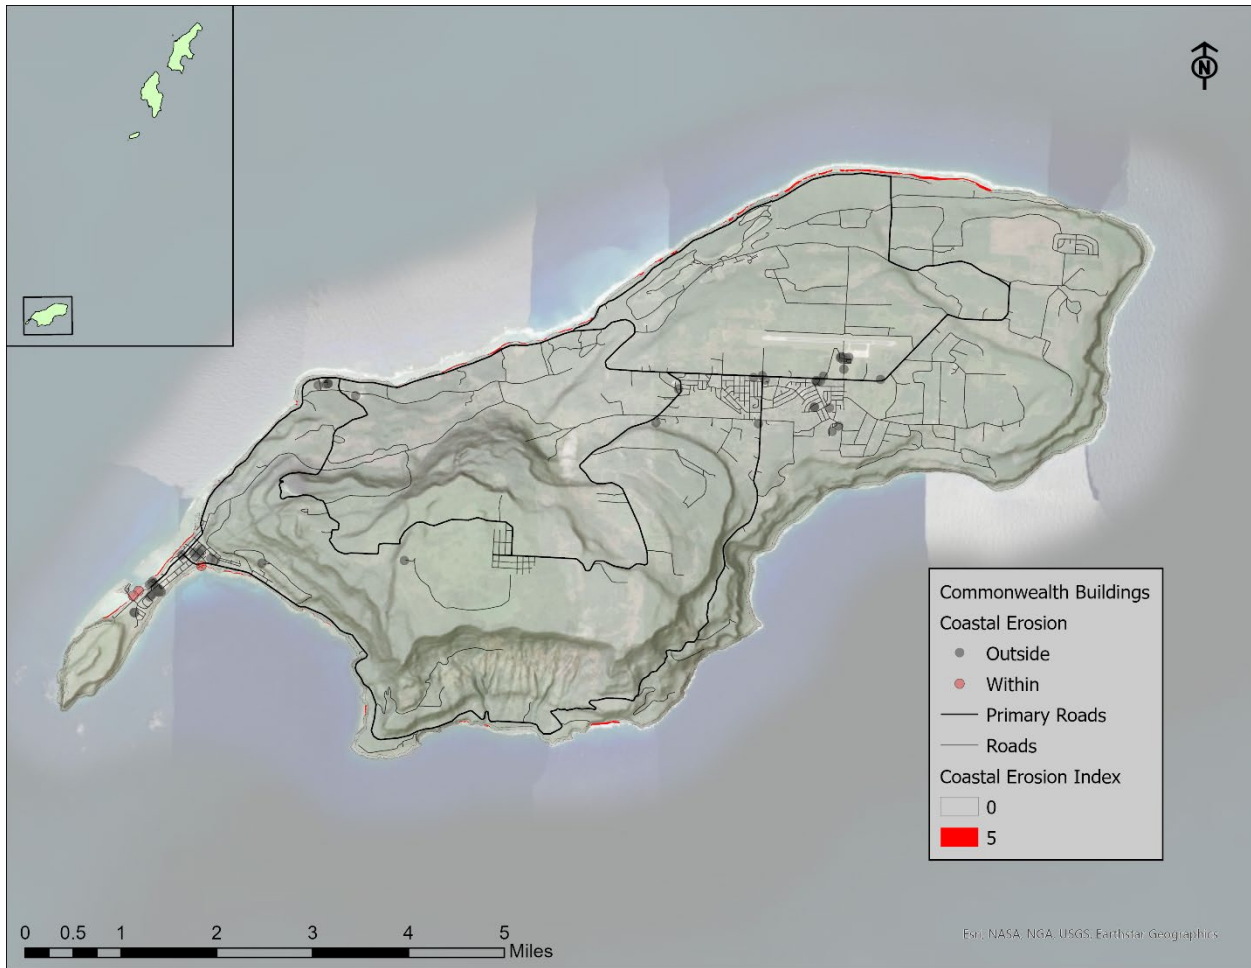 N
Commonwealth Buildings
Coastal Erosion
Outside
Within
Primary Roads
Roads
Coastal Erosion Index
0
5
0 0.5 1 2 3 4 5
Miles
Esri, NASA, NGA, USGS, Earthstar Geographics